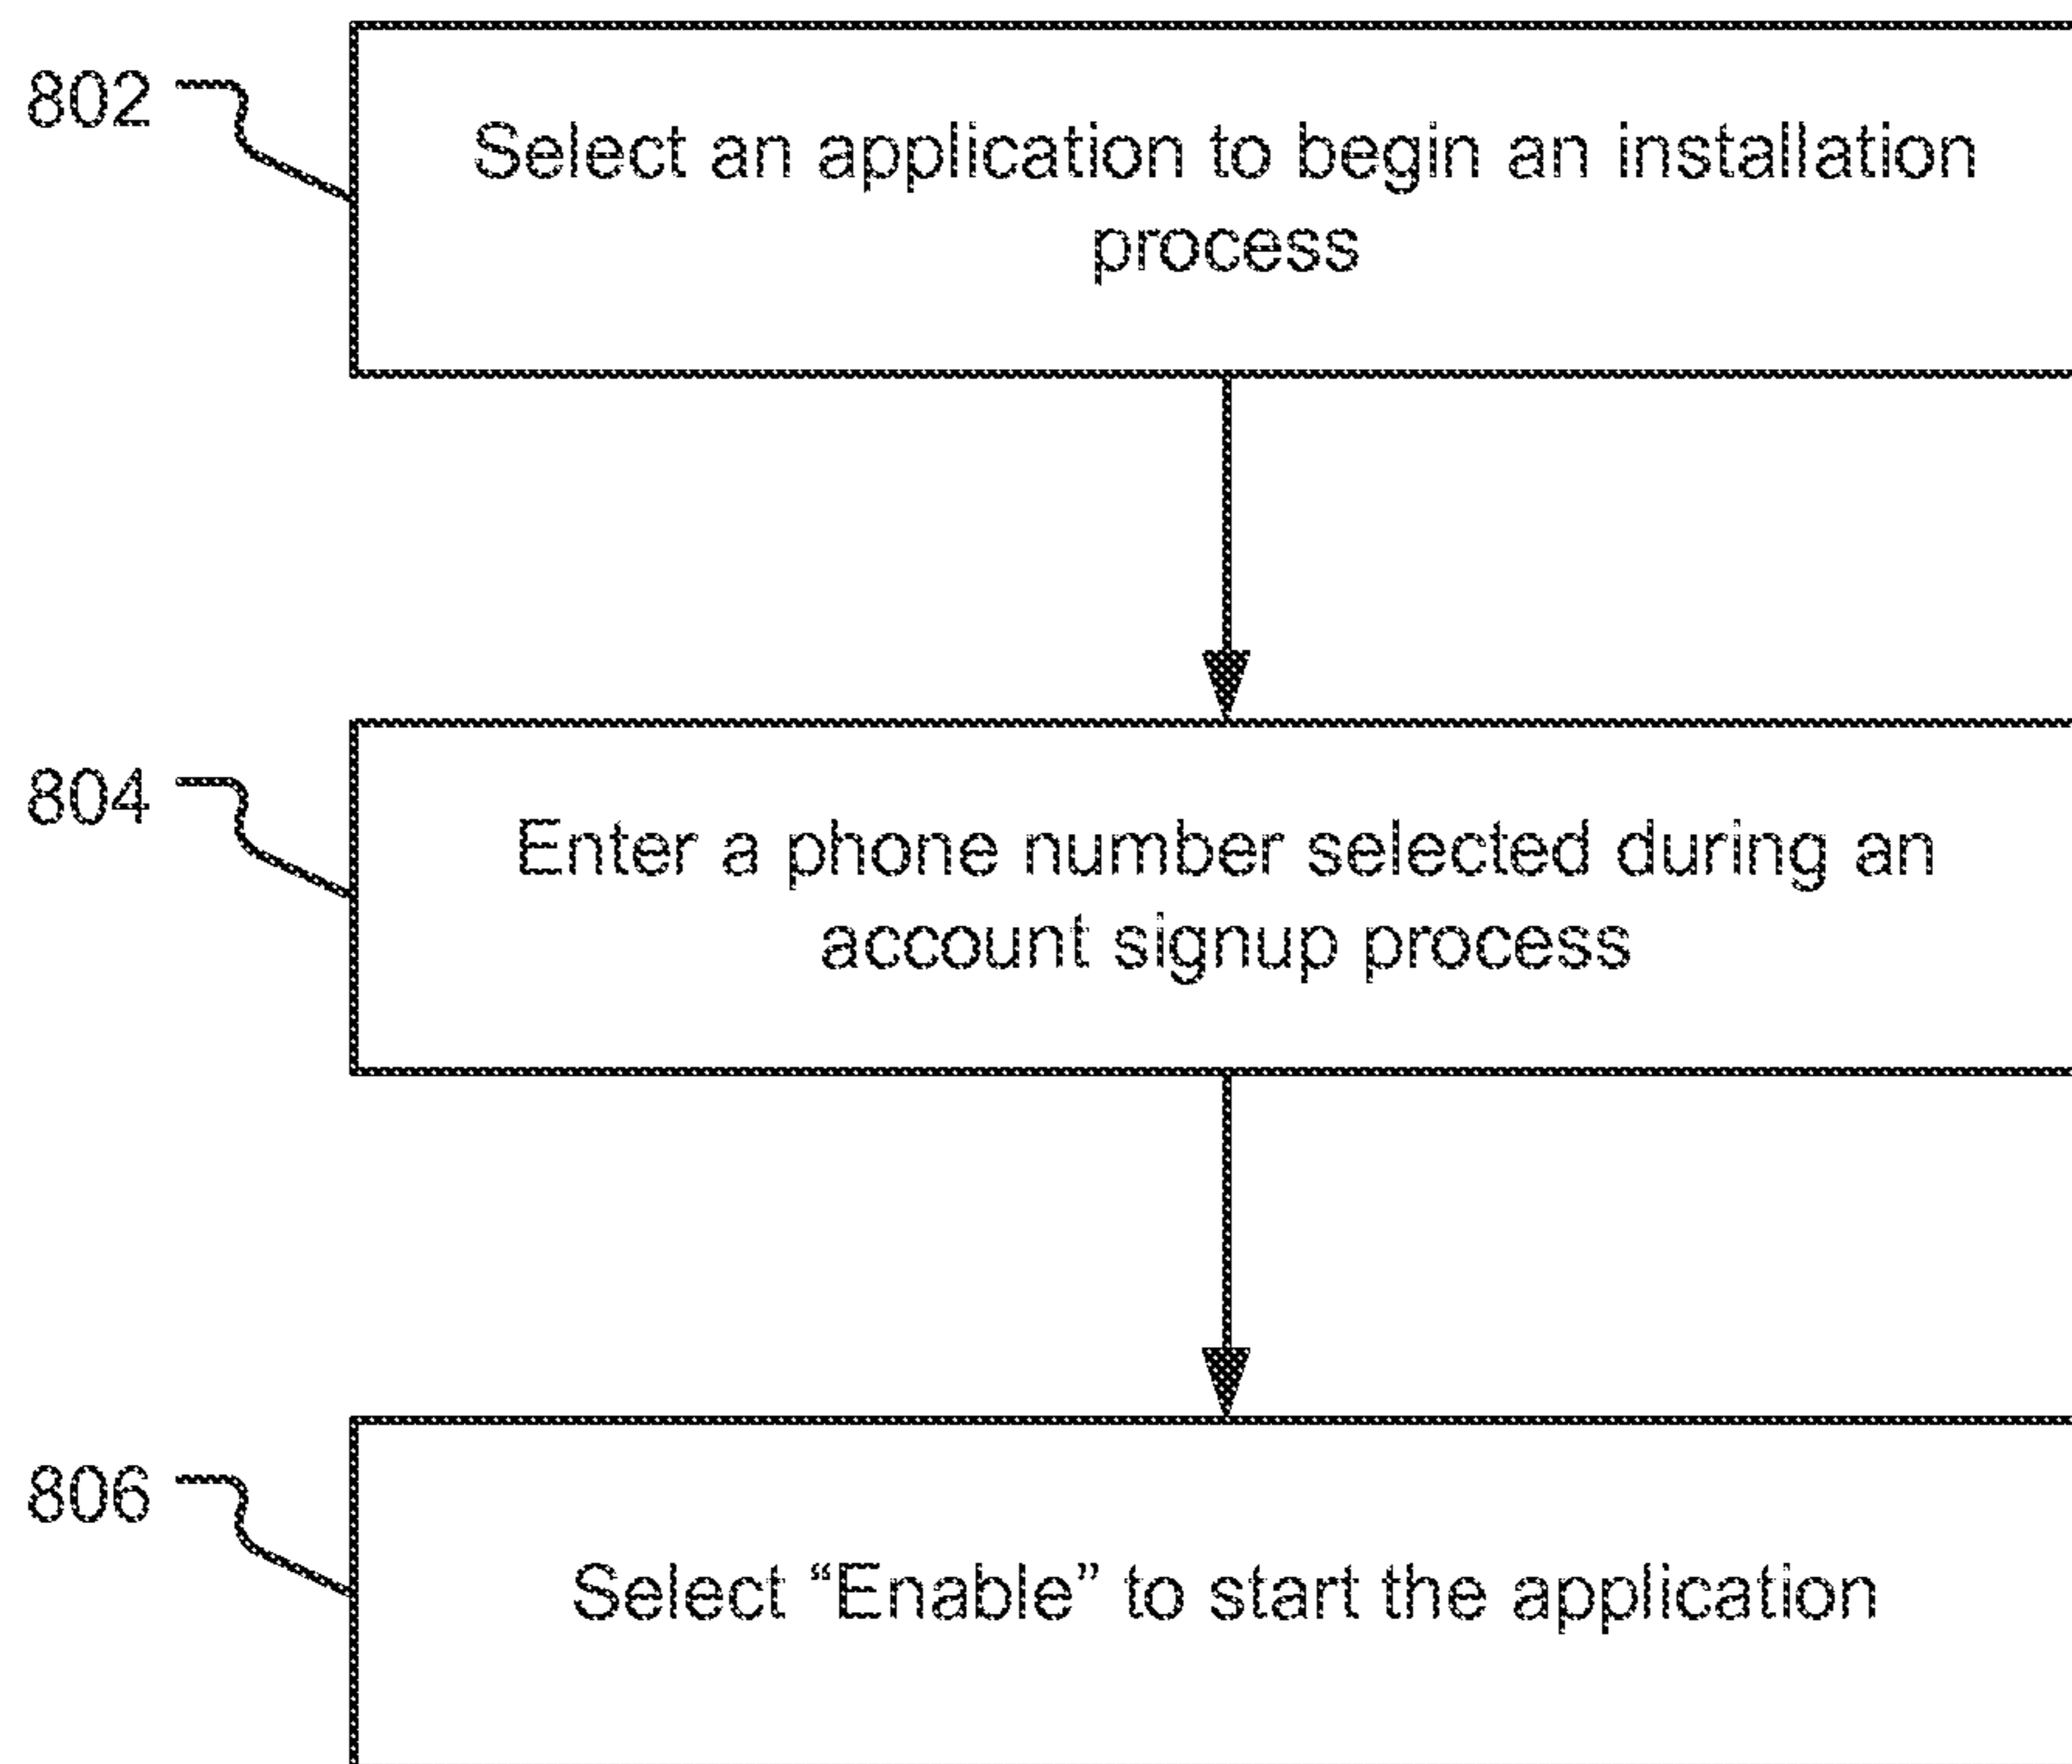 802
Select an application to begin an installation
process
804
Enter a phone number selected during an
account signup process
806
Select “Enable” to start the application